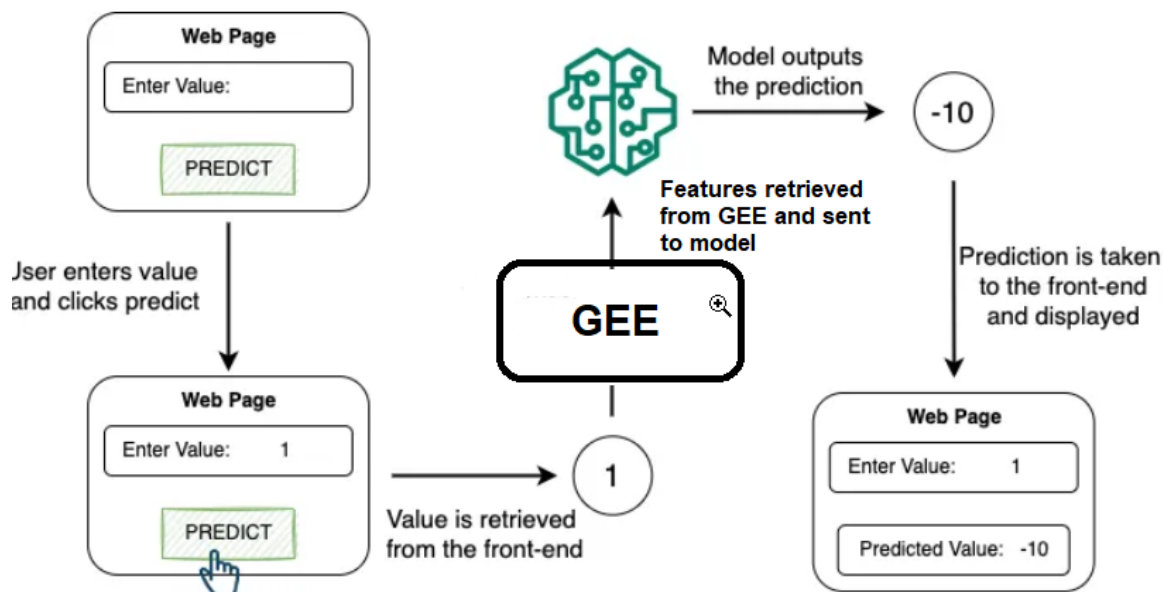 Web Page
Enter Value:
PREDICT
User enters value
and clicks predict
Web Page
Enter Value: 1
PREDICT
Value is retrieved
from the front-end
1
GEE
Features retrieved
from GEE and sent
to model
Model outputs
the prediction
-10
Prediction is taken
to the front-end
and displayed
Web Page
Enter Value: 1
Predicted Value: -10